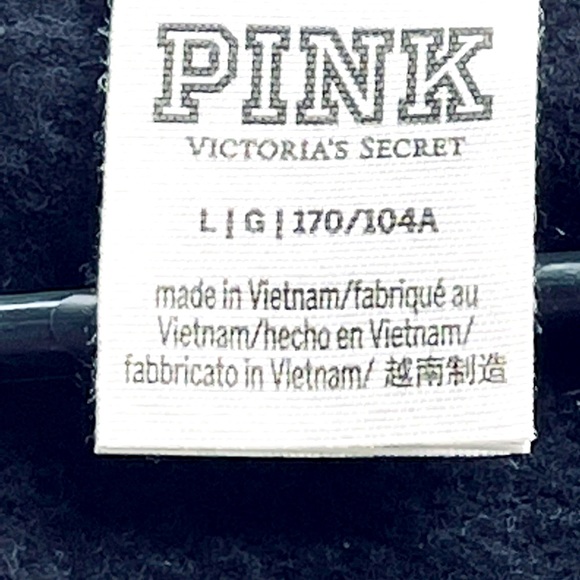 PINK
VICTORIA'S SECRET
L | G | 170/104A
made in Vietnam/fabriqué au
Vietnam/hecho en Vietnam/
fabbricato in Vietnam/ 越南制造